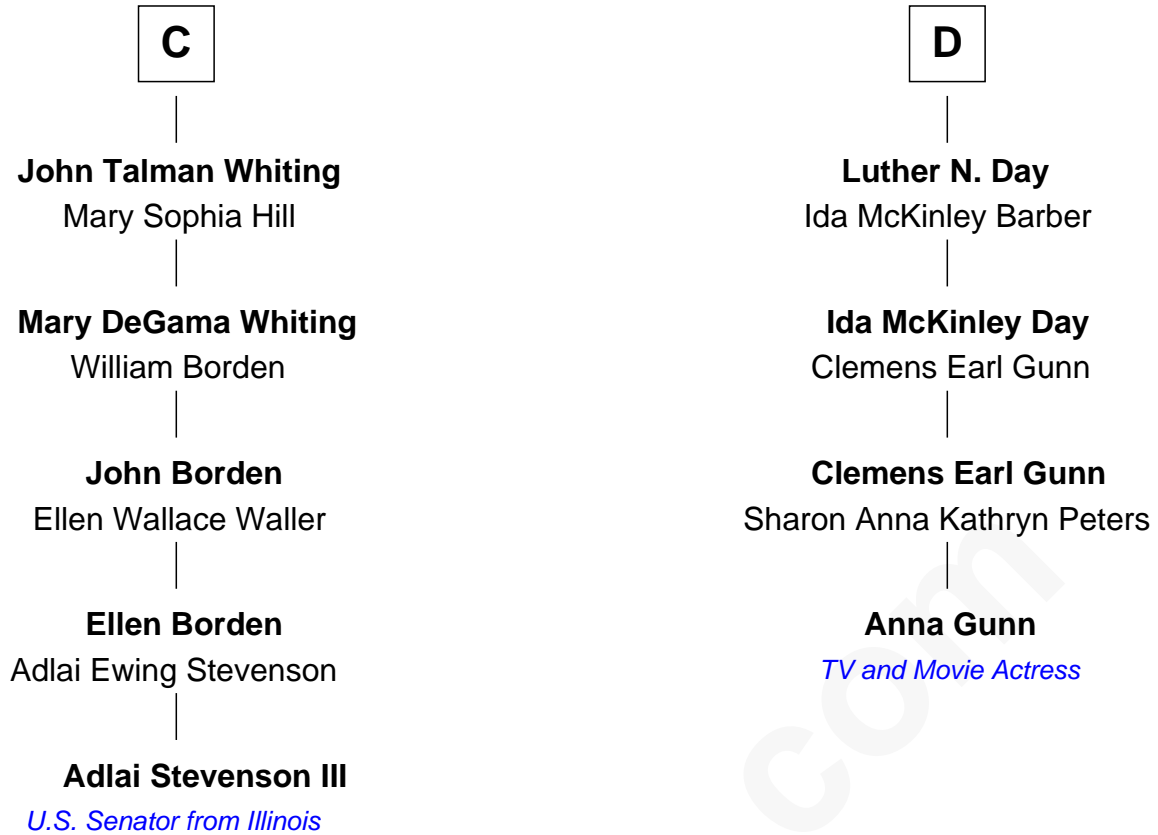 C
John Talman Whiting
Mary Sophia Hill
Mary DeGama Whiting
William Borden
John Borden
Ellen Wallace Waller
Ellen Borden
Adlai Ewing Stevenson
Adlai Stevenson III
U.S. Senator from Illinois
D
Luther N. Day
Ida McKinley Barber
Ida McKinley Day
Clemens Earl Gunn
Clemens Earl Gunn
Sharon Anna Kathryn Peters
Anna Gunn
TV and Movie Actress
com